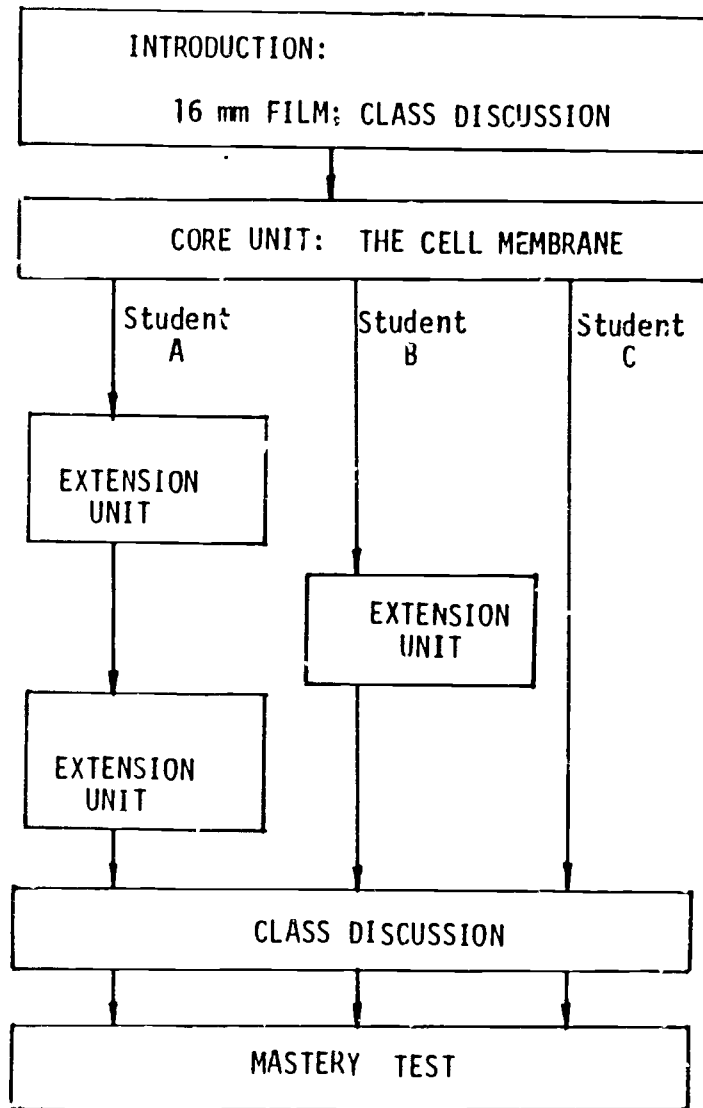 INTRODUCTION:
16 mm FILM; CLASS DISCUSSION
CORE UNIT: THE CELL MEMBRANE
Student
A
Student
B
Student
C
EXTENSION
UNIT
EXTENSION
UNIT
EXTENSION
UNIT
CLASS DISCUSSION
MASTERY TEST